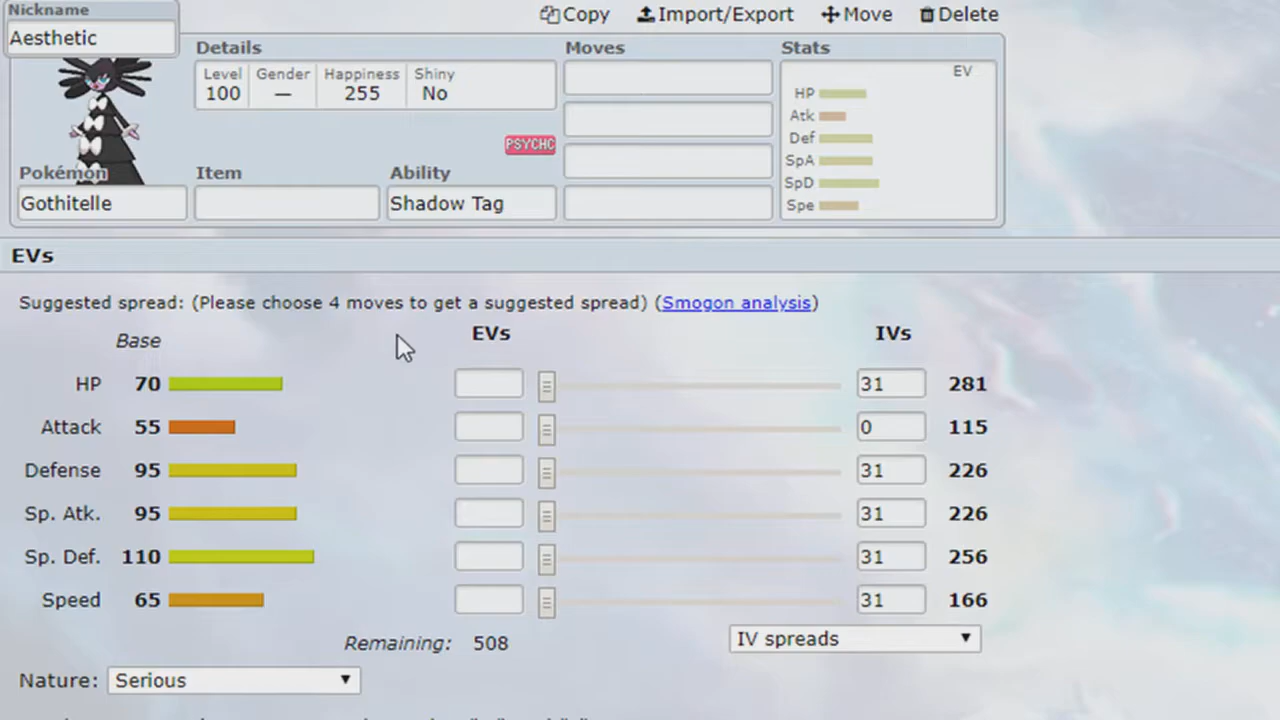 Nickname
Aesthetic
Copy Import/Export Move Delete
Details
Level Gender Happiness Shiny
100 — 255 No
PSYCHC
Pokémon Item Ability
Gothitelle Shadow Tag
Moves
Stats
EV
HP
Atk
Def
SpA
SpD
Spe
EVs
Suggested spread: (Please choose 4 moves to get a suggested spread) (Smogon analysis)
Base EVs IVs
HP 70 31 281
Attack 55 0 115
Defense 95 31 226
Sp. Atk. 95 31 226
Sp. Def. 110 31 256
Speed 65 31 166
Remaining: 508 IV spreads
Nature: Serious